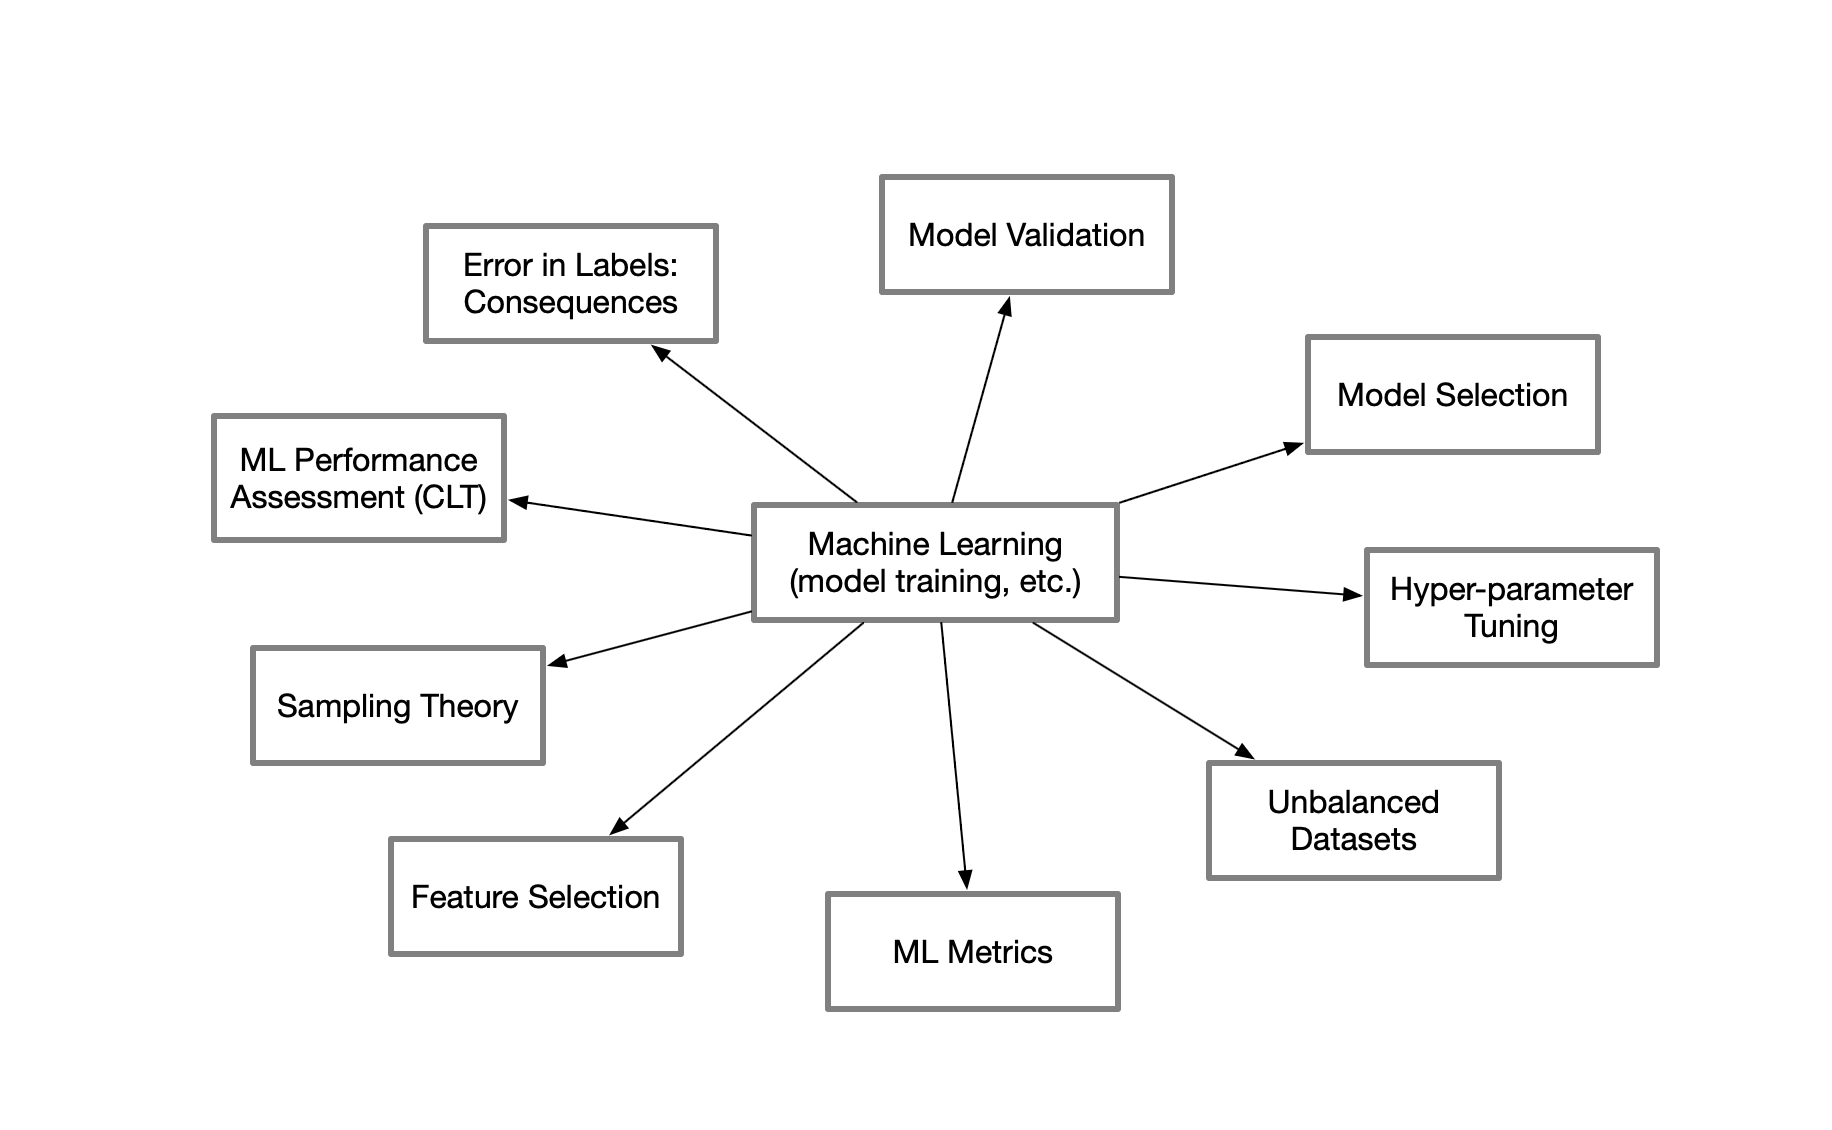 Model Validation
Error in Labels:
Consequences
Model Selection
ML Performance
Assessment (CLT)
Machine Learning
(model training, etc.)
Hyper-parameter
Tuning
Sampling Theory
Unbalanced
Datasets
Feature Selection
ML Metrics